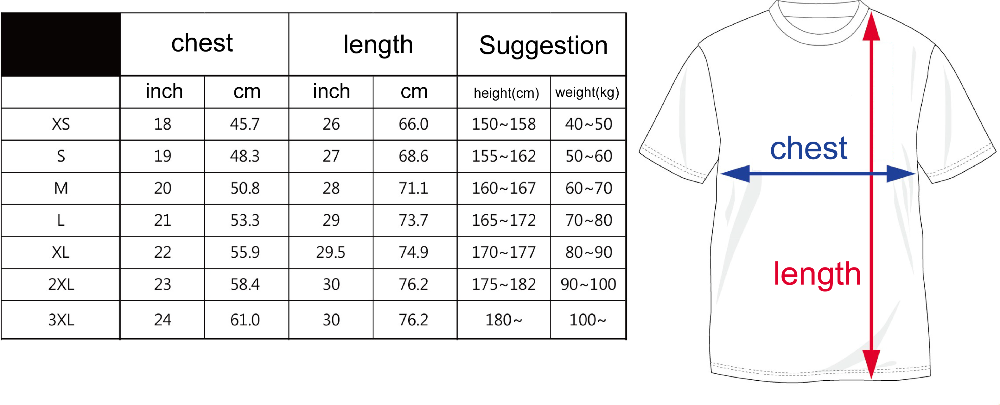 chest length Suggestion
inch cm inch cm height(cm) weight(kg)
XS 18 45.7 26 66.0 150~158 40~50
S 19 48.3 27 68.6 155~162 50~60
M 20 50.8 28 71.1 160~167 60~70
L 21 53.3 29 73.7 165~172 70~80
XL 22 55.9 29.5 74.9 170~177 80~90
2XL 23 58.4 30 76.2 175~182 90~100
3XL 24 61.0 30 76.2 180~ 100~
chest
length